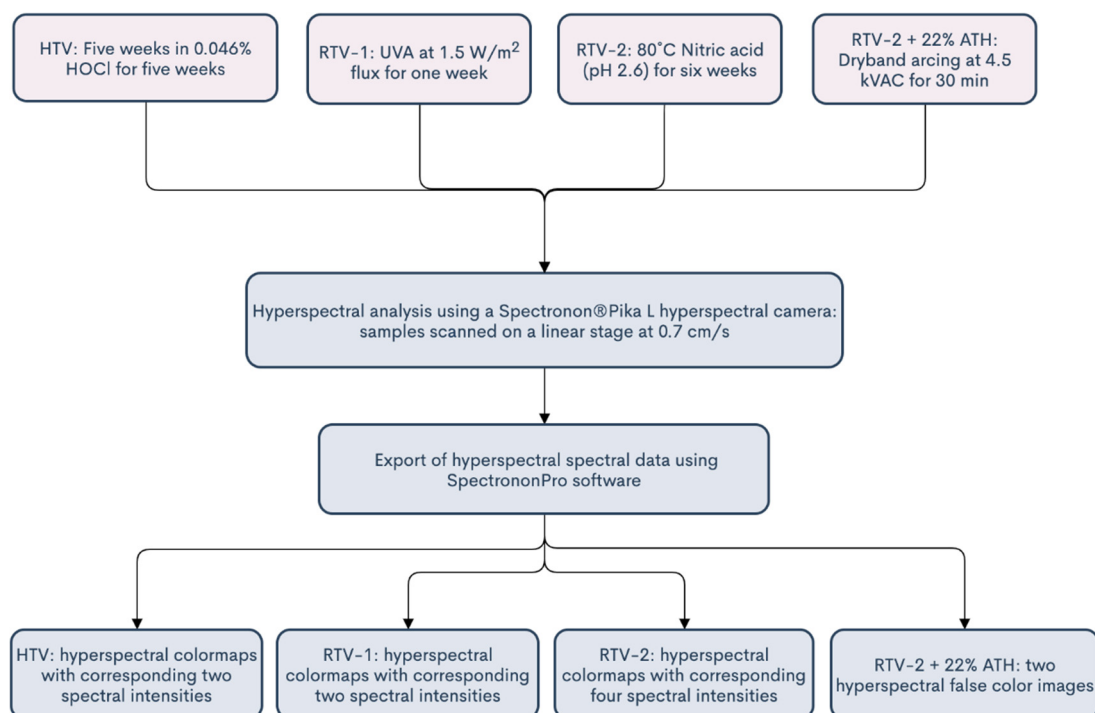 HTV: Five weeks in 0.046%
HOCl for five weeks
RTV-1: UVA at 1.5 W/m²
flux for one week
RTV-2: 80˚C Nitric acid
(pH 2.6) for six weeks
RTV-2 + 22% ATH:
Dryband arcing at 4.5
kVAC for 30 min
Hyperspectral analysis using a Spectronon®Pika L hyperspectral camera:
samples scanned on a linear stage at 0.7 cm/s
Export of hyperspectral spectral data using
SpectrononPro software
HTV: hyperspectral colormaps
with corresponding two
spectral intensities
RTV-1: hyperspectral
colormaps with corresponding
two spectral intensities
RTV-2: hyperspectral
colormaps with corresponding
four spectral intensities
RTV-2 + 22% ATH: two
hyperspectral false color images